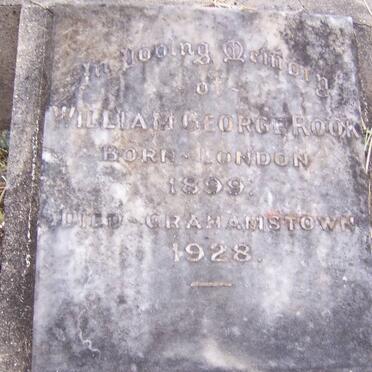 In Loving Memory
of
WILLIAM GEORGE ROOK
BORN - LONDON
1899.
DIED - GRAHAMSTOWN
1928.